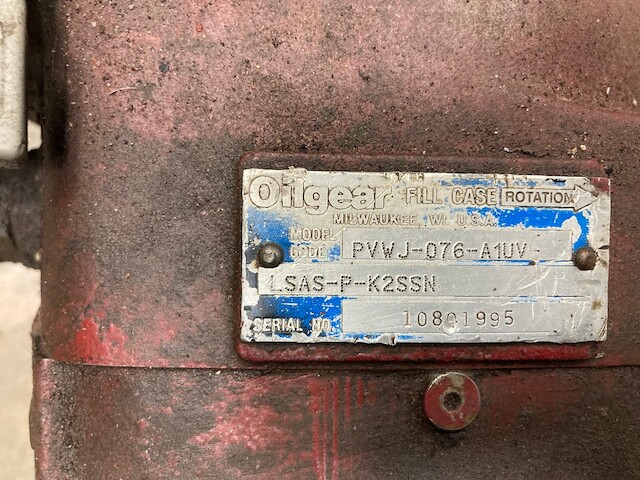 Oilgear FILL CASE ROTATION
MILWAUKEE, WI. U.S.A.
MODEL
CODE PVWJ-076-A1UV
LSAS-P-K2SSN
SERIAL NO. 10801995